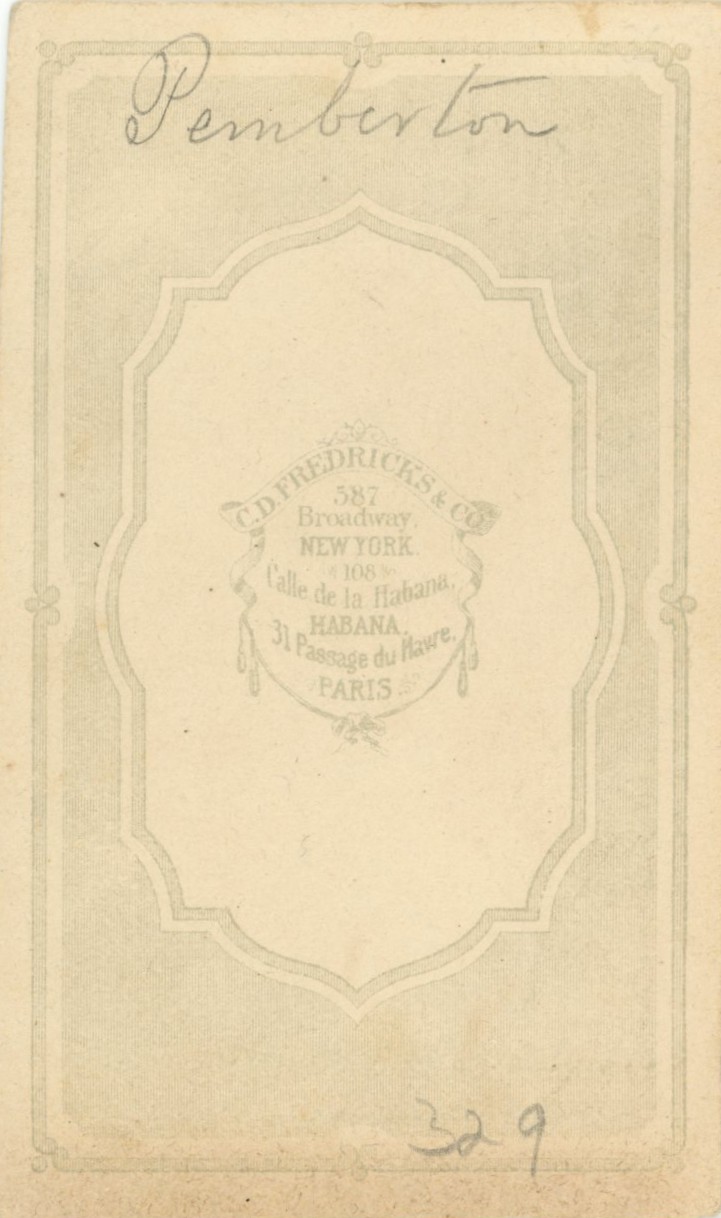 Pemberton
C.D. FREDRICKS & CO
587
Broadway,
NEW YORK.
108
Calle de la Habana,
HABANA.
31 Passage du Havre,
PARIS
329